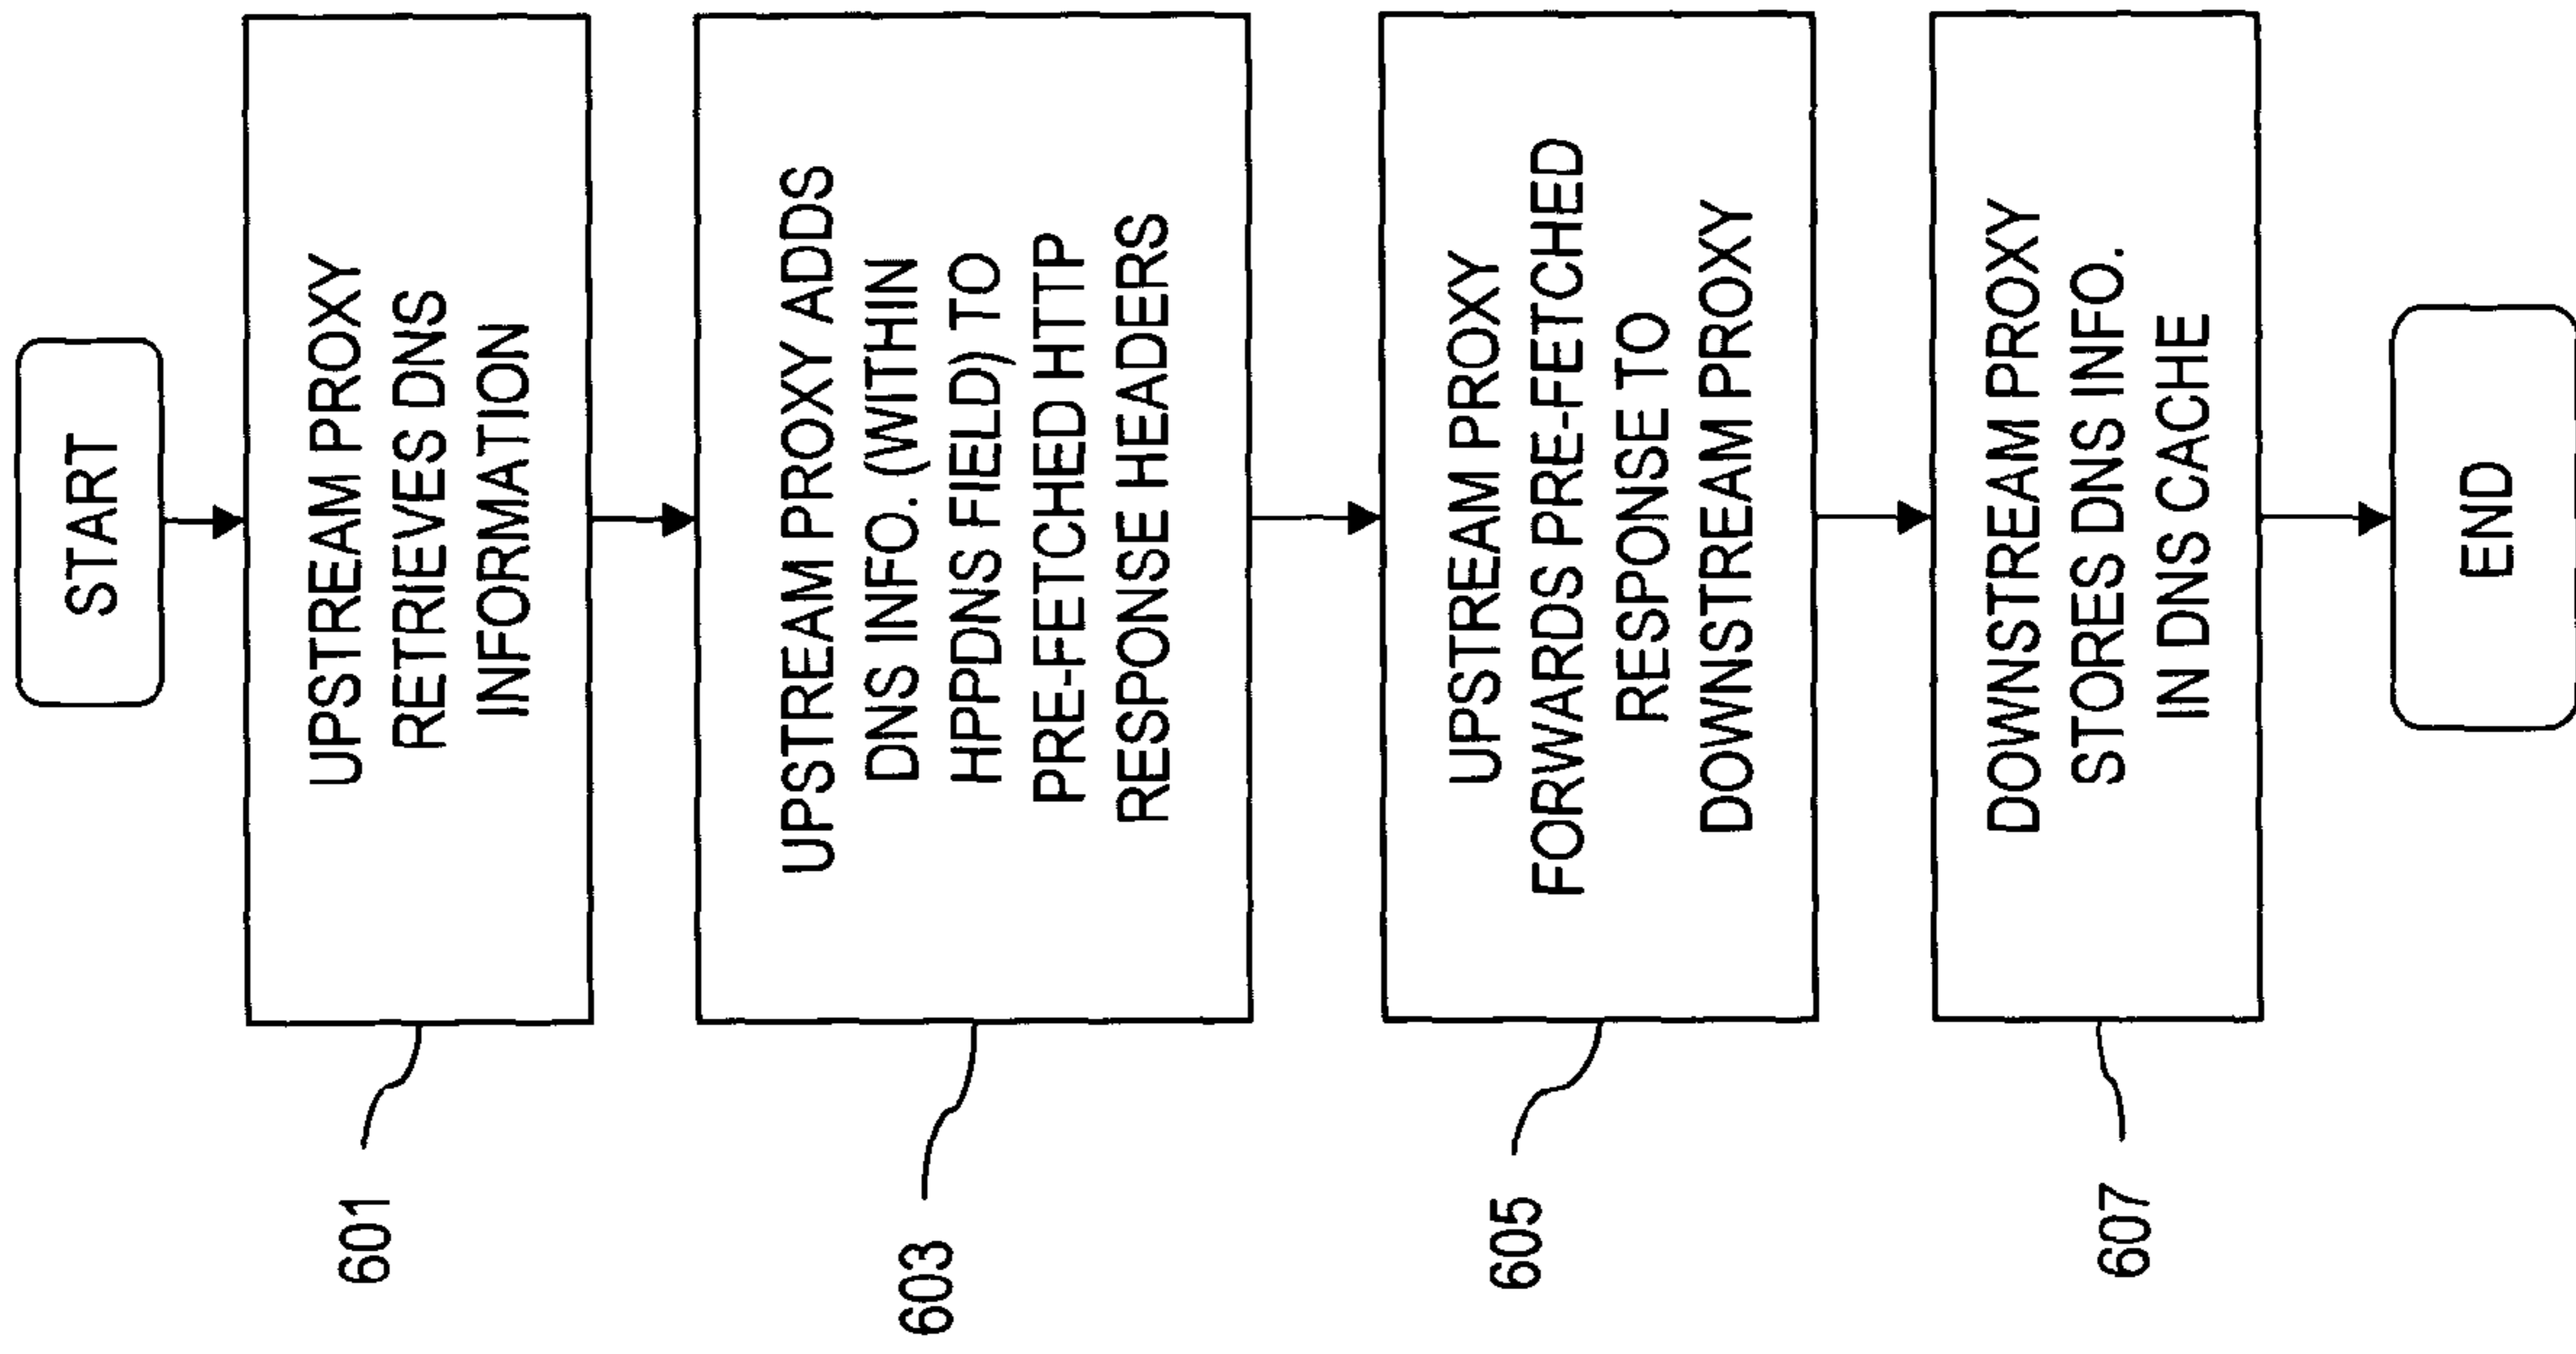 START
UPSTREAM PROXY
RETRIEVES DNS
INFORMATION
601
UPSTREAM PROXY ADDS
DNS INFO. (WITHIN
HPPDNS FIELD) TO
PRE-FETCHED HTTP
RESPONSE HEADERS
603
UPSTREAM PROXY
FORWARDS PRE-FETCHED
RESPONSE TO
DOWNSTREAM PROXY
605
DOWNSTREAM PROXY
STORES DNS INFO.
IN DNS CACHE
607
END